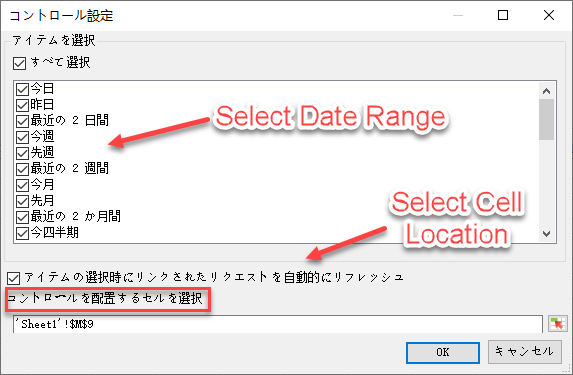 コントロール設定
アイテムを選択
すべて選択
今日
昨日
最近の 2 日間
今週
先週
最近の 2 週間
今月
先月
最近の 2 か月間
今四半期
Select Date Range
Select Cell
Location
アイテムの選択時にリンクされたリクエストを自動的にリフレッシュ
コントロールを配置するセルを選択
'Sheet1'!$M$9
OK
キャンセル